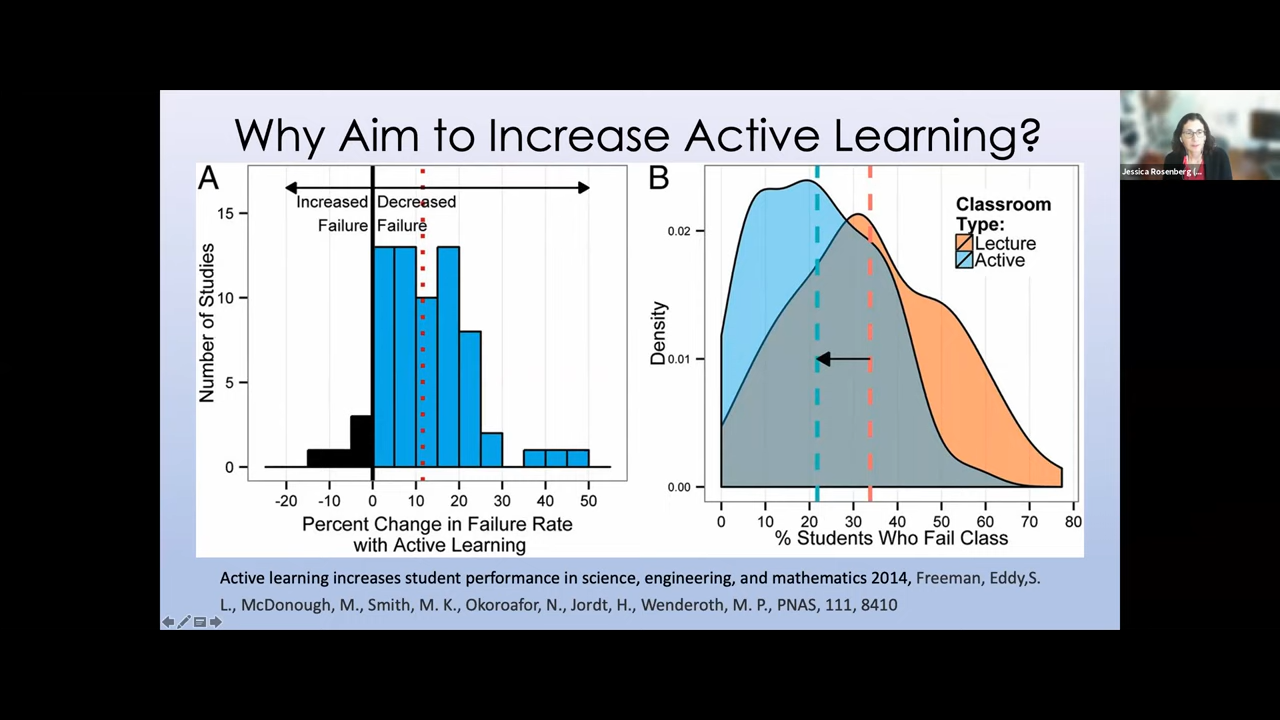 Why Aim to Increase Active Learning?
A
Increased
Failure
Decreased
Failure
15
10
5
0
Number of Studies
-20 -10 0 10 20 30 40 50
Percent Change in Failure Rate
with Active Learning
B
Classroom
Type:
Lecture
Active
0.02
0.01
0.00
Density
0 10 20 30 40 50 60 70 80
% Students Who Fail Class
Active learning increases student performance in science, engineering, and mathematics 2014, Freeman, Eddy,S.
L., McDonough, M., Smith, M. K., Okoroafor, N., Jordt, H., Wenderoth, M. P., PNAS, 111, 8410
Jessica Rosenberg (...